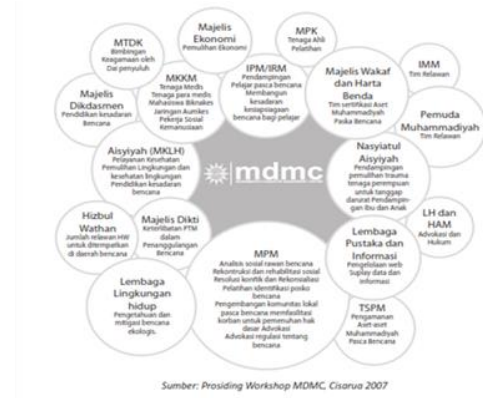 MTDK
Bimbingan
Keagamaan oleh
Dai penyuluh
Majelis
Ekonomi
Pemulihan Ekonomi
MPK
Tenaga Ahli
Pelatihan
IMM
Tim Relawan
Majelis
Dikdasmen
Pendidikan kesadaran
Bencana
MKKM
Tenaga Medis
Tenaga para medis
Mahasiswa Biknakes
Jaringan Aumkes
Pekerja Sosial
Kemanusiaan
IPM/IRM
Pendampingan
Pelajar pasca bencana
Membangun
kesadaran
kesiapsiagaan
bencana bagi pelajar
Majelis Wakaf
dan Harta
Benda
Tim sertifikasi Aset
Muhammadiyah
Paska Bencana
Pemuda
Muhammadiyah
Tim Relawan
Aisyiyah (MKLH)
Pelayanan Kesehatan
Pemulihan Lingkungan dan
kesehatan lingkungan
Pendidikan kesadaran
bencana
mdmc
Nasyiatul
Aisyiyah
pemulihan trauma
tenaga perempuan
untuk tanggap
darurat Pendampin-
gan Ibu dan Anak
Hizbul
Wathan
Jumlah relawan HW
untuk ditempatkan
di daerah bencana
Majelis Dikti
Keterlibatan PTM
dalam
Penanggulangan
Bencana
MPM
Analisis sosial rawan bencana
Rekontruksi dan rehabilitasi sosial
Resolusi konflik dan Rekonsiliasi
Pelatihan identifikasi posko
bencana
Pengembangan komunitas lokal
pasca bencana memfasilitasi
korban untuk pemenuhan hak
dasar Advokasi
Advokasi regulasi tentang
bencana
Lembaga
Pustaka dan
Informasi
Pengelolaan web
Suplay data dan
informasi
LH dan
HAM
Advokasi dan
Hukum
Lembaga
Lingkungan
hidup
Pengetahuan dan
mitigasi bencana
ekologis.
TSPM
Pengamanan
Aset-aset
Muhammadiyah
Pasca Bencana
Sumber: Prosiding Workshop MDMC, Cisarua 2007